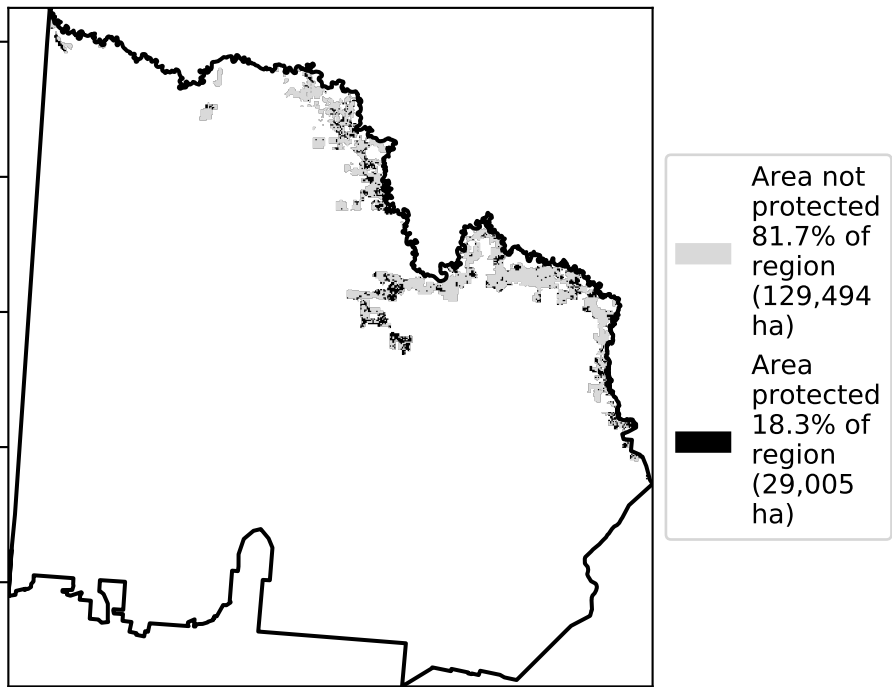 Area not
protected
81.7% of
region
(129,494
ha)
Area
protected
18.3% of
region
(29,005
ha)